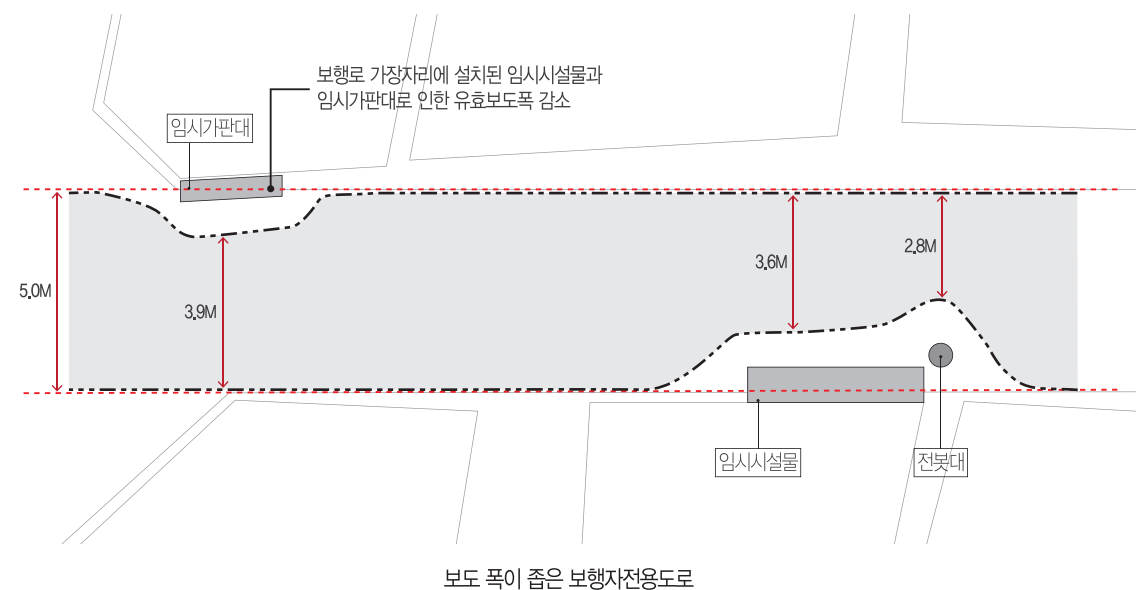 보행로 가장자리에 설치된 임시시설물과
임시가판대로 인한 유효보도폭 감소
임시가판대
5.0M
3.9M
3.6M
2.8M
임시시설물
전봇대
보도 폭이 좁은 보행자전용도로